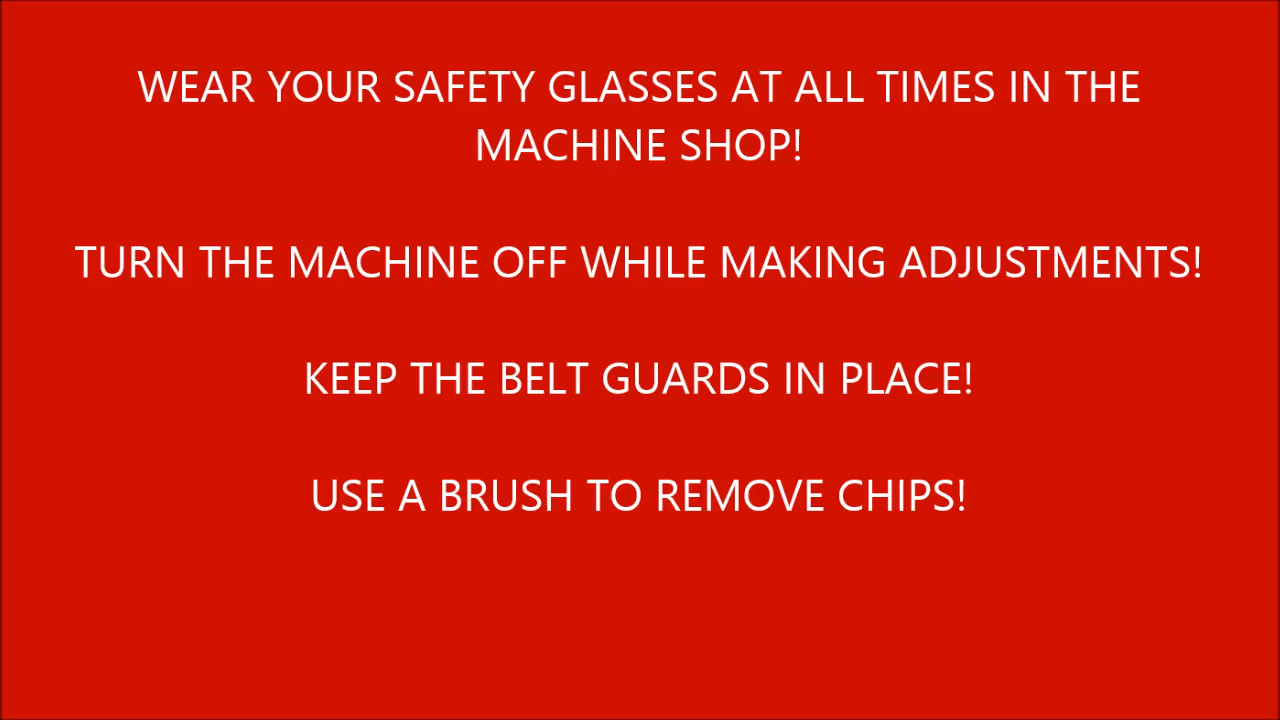 WEAR YOUR SAFETY GLASSES AT ALL TIMES IN THE
MACHINE SHOP!
TURN THE MACHINE OFF WHILE MAKING ADJUSTMENTS!
KEEP THE BELT GUARDS IN PLACE!
USE A BRUSH TO REMOVE CHIPS!